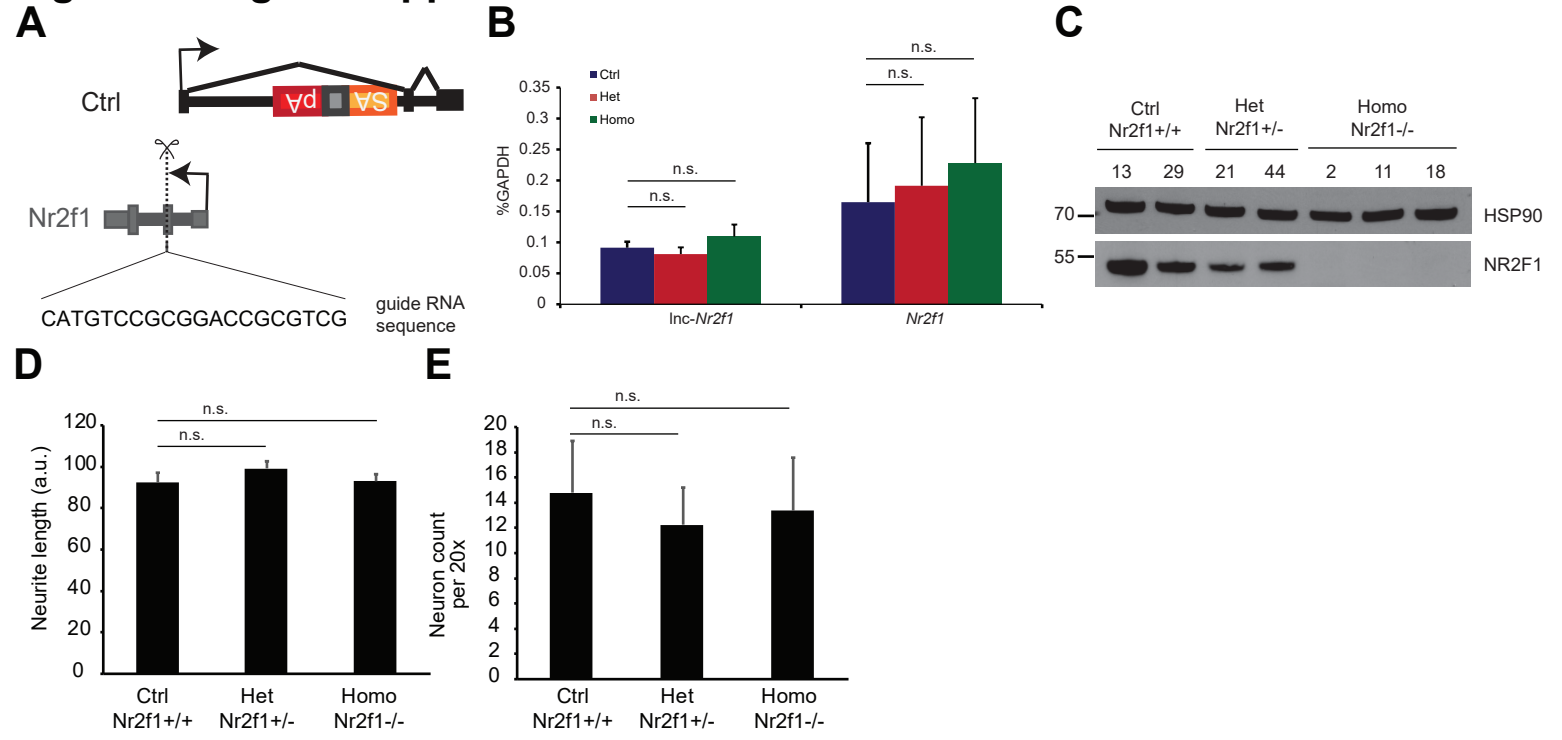 A
Ctrl
pA
SA
Nr2f1
CATGTCCGCGGACCGCGTCG
guide RNA
sequence
B
Ctrl
Het
Homo
%GAPDH
0.35
0.3
0.25
0.2
0.15
0.1
0.05
0
n.s.
n.s.
n.s.
n.s.
lnc-Nr2f1
Nr2f1
C
Ctrl
Nr2f1+/+
Het
Nr2f1+/-
Homo
Nr2f1-/-
13 29 21 44 2 11 18
70
HSP90
55
NR2F1
D
Neurite length (a.u.)
120
100
80
60
40
20
0
n.s.
n.s.
Ctrl
Nr2f1+/+
Het
Nr2f1+/-
Homo
Nr2f1-/-
E
Neuron count
per 20x
20
18
16
14
12
10
8
6
4
2
0
n.s.
n.s.
Ctrl
Nr2f1+/+
Het
Nr2f1+/-
Homo
Nr2f1-/-